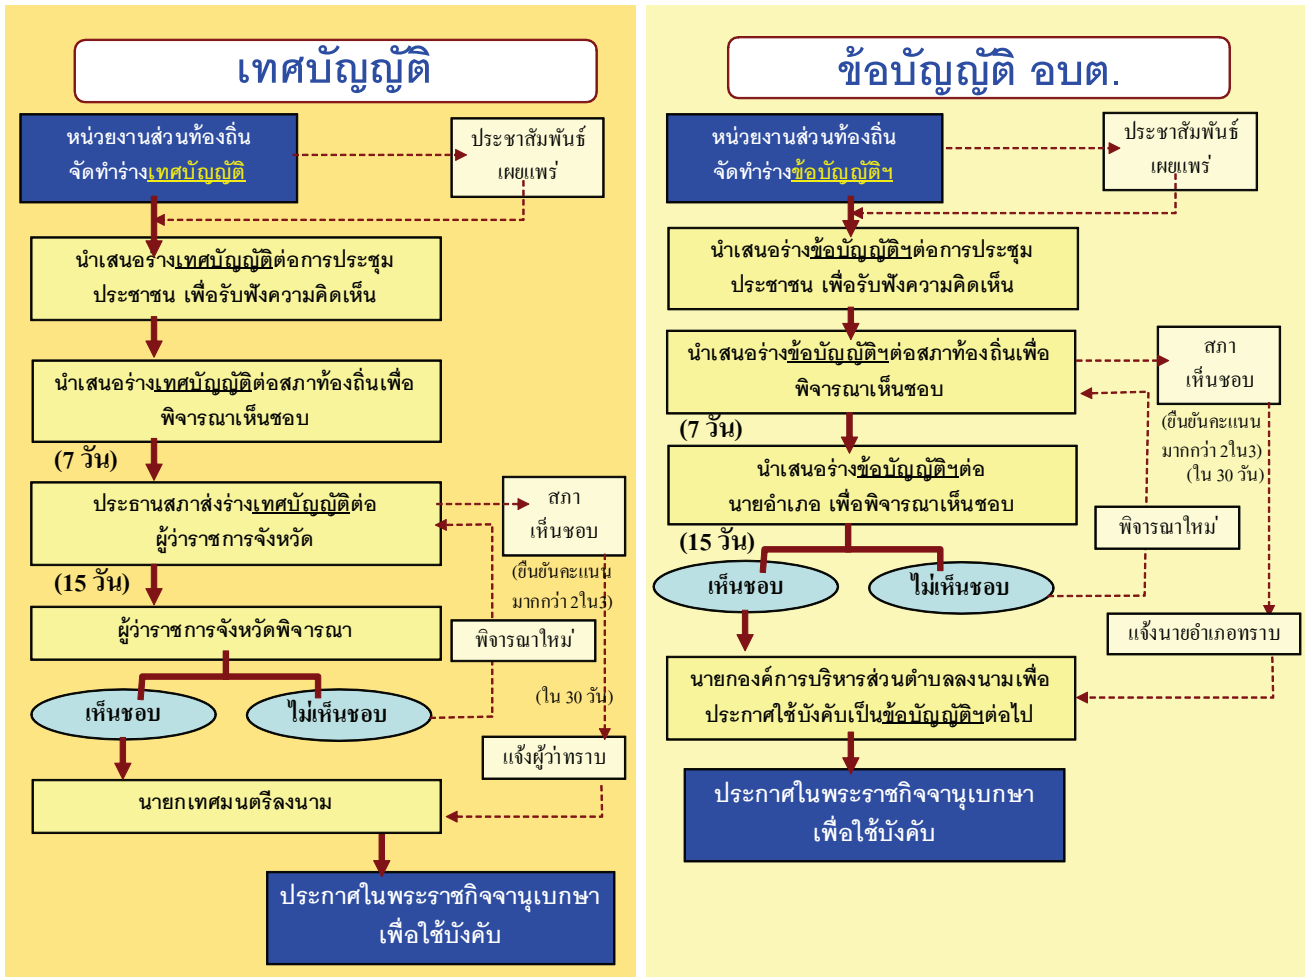 เทศบัญญัติ
หน่วยงานส่วนท้องถิ่น
จัดทำร่างเทศบัญญัติ
ประชาสัมพันธ์
เผยแพร่
นำเสนอร่างเทศบัญญัติต่อการประชุม
ประชาชน เพื่อรับฟังความคิดเห็น
นำเสนอร่างเทศบัญญัติต่อสภาท้องถิ่นเพื่อ
พิจารณาเห็นชอบ
(7 วัน)
ประธานสภาส่งร่างเทศบัญญัติต่อ
ผู้ว่าราชการจังหวัด
สภา
เห็นชอบ
(ยืนยันคะแนน
มากกว่า 2ใน3)
(15 วัน)
ผู้ว่าราชการจังหวัดพิจารณา
พิจารณาใหม่
(ใน 30 วัน)
เห็นชอบ
ไม่เห็นชอบ
แจ้งผู้ว่าทราบ
นายกเทศมนตรีลงนาม
ประกาศในพระราชกิจจานุเบกษา
เพื่อใช้บังคับ
ข้อบัญญัติ อบต.
หน่วยงานส่วนท้องถิ่น
จัดทำร่างข้อบัญญัติฯ
ประชาสัมพันธ์
เผยแพร่
นำเสนอร่างข้อบัญญัติฯต่อการประชุม
ประชาชน เพื่อรับฟังความคิดเห็น
นำเสนอร่างข้อบัญญัติฯต่อสภาท้องถิ่นเพื่อ
พิจารณาเห็นชอบ
สภา
เห็นชอบ
(ยืนยันคะแนน
มากกว่า 2ใน3)
(ใน 30 วัน)
(7 วัน)
นำเสนอร่างข้อบัญญัติฯต่อ
นายอำเภอ เพื่อพิจารณาเห็นชอบ
พิจารณาใหม่
(15 วัน)
เห็นชอบ
ไม่เห็นชอบ
แจ้งนายอำเภอทราบ
นายกองค์การบริหารส่วนตำบลลงนามเพื่อ
ประกาศใช้บังคับเป็นข้อบัญญัติฯต่อไป
ประกาศในพระราชกิจจานุเบกษา
เพื่อใช้บังคับ